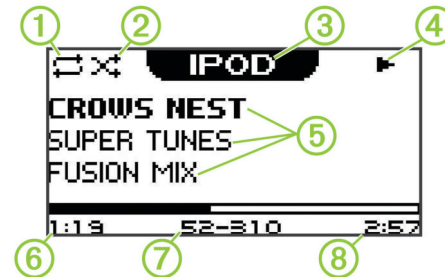 1 2 3 4
IPOD
CROWS NEST
SUPER TUNES
FUSION MIX
5
1:19 52-310 2:57
6 7 8